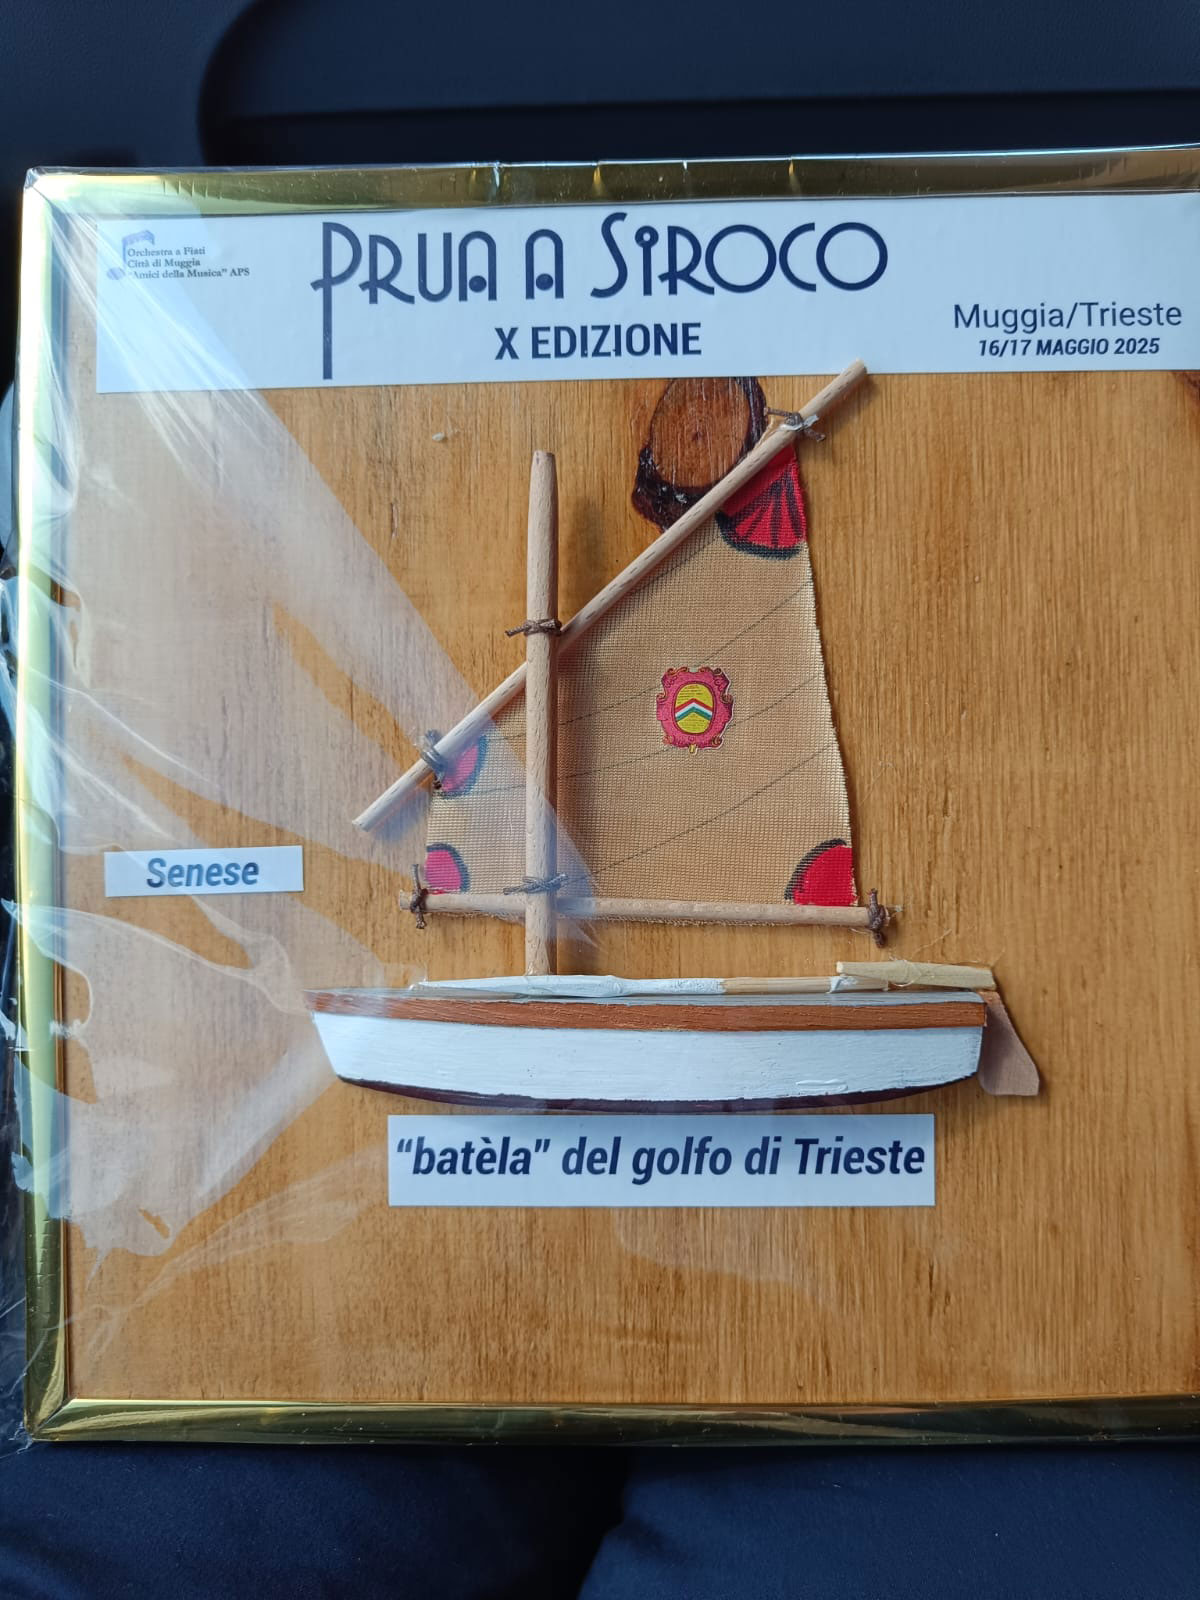 Orchestra a Fiati
Città di Muggia
"Amici della Musica" APS
PRUA A SiROCO
X EDIZIONE
Muggia/Trieste
16/17 MAGGIO 2025
Senese
“batèla” del golfo di Trieste